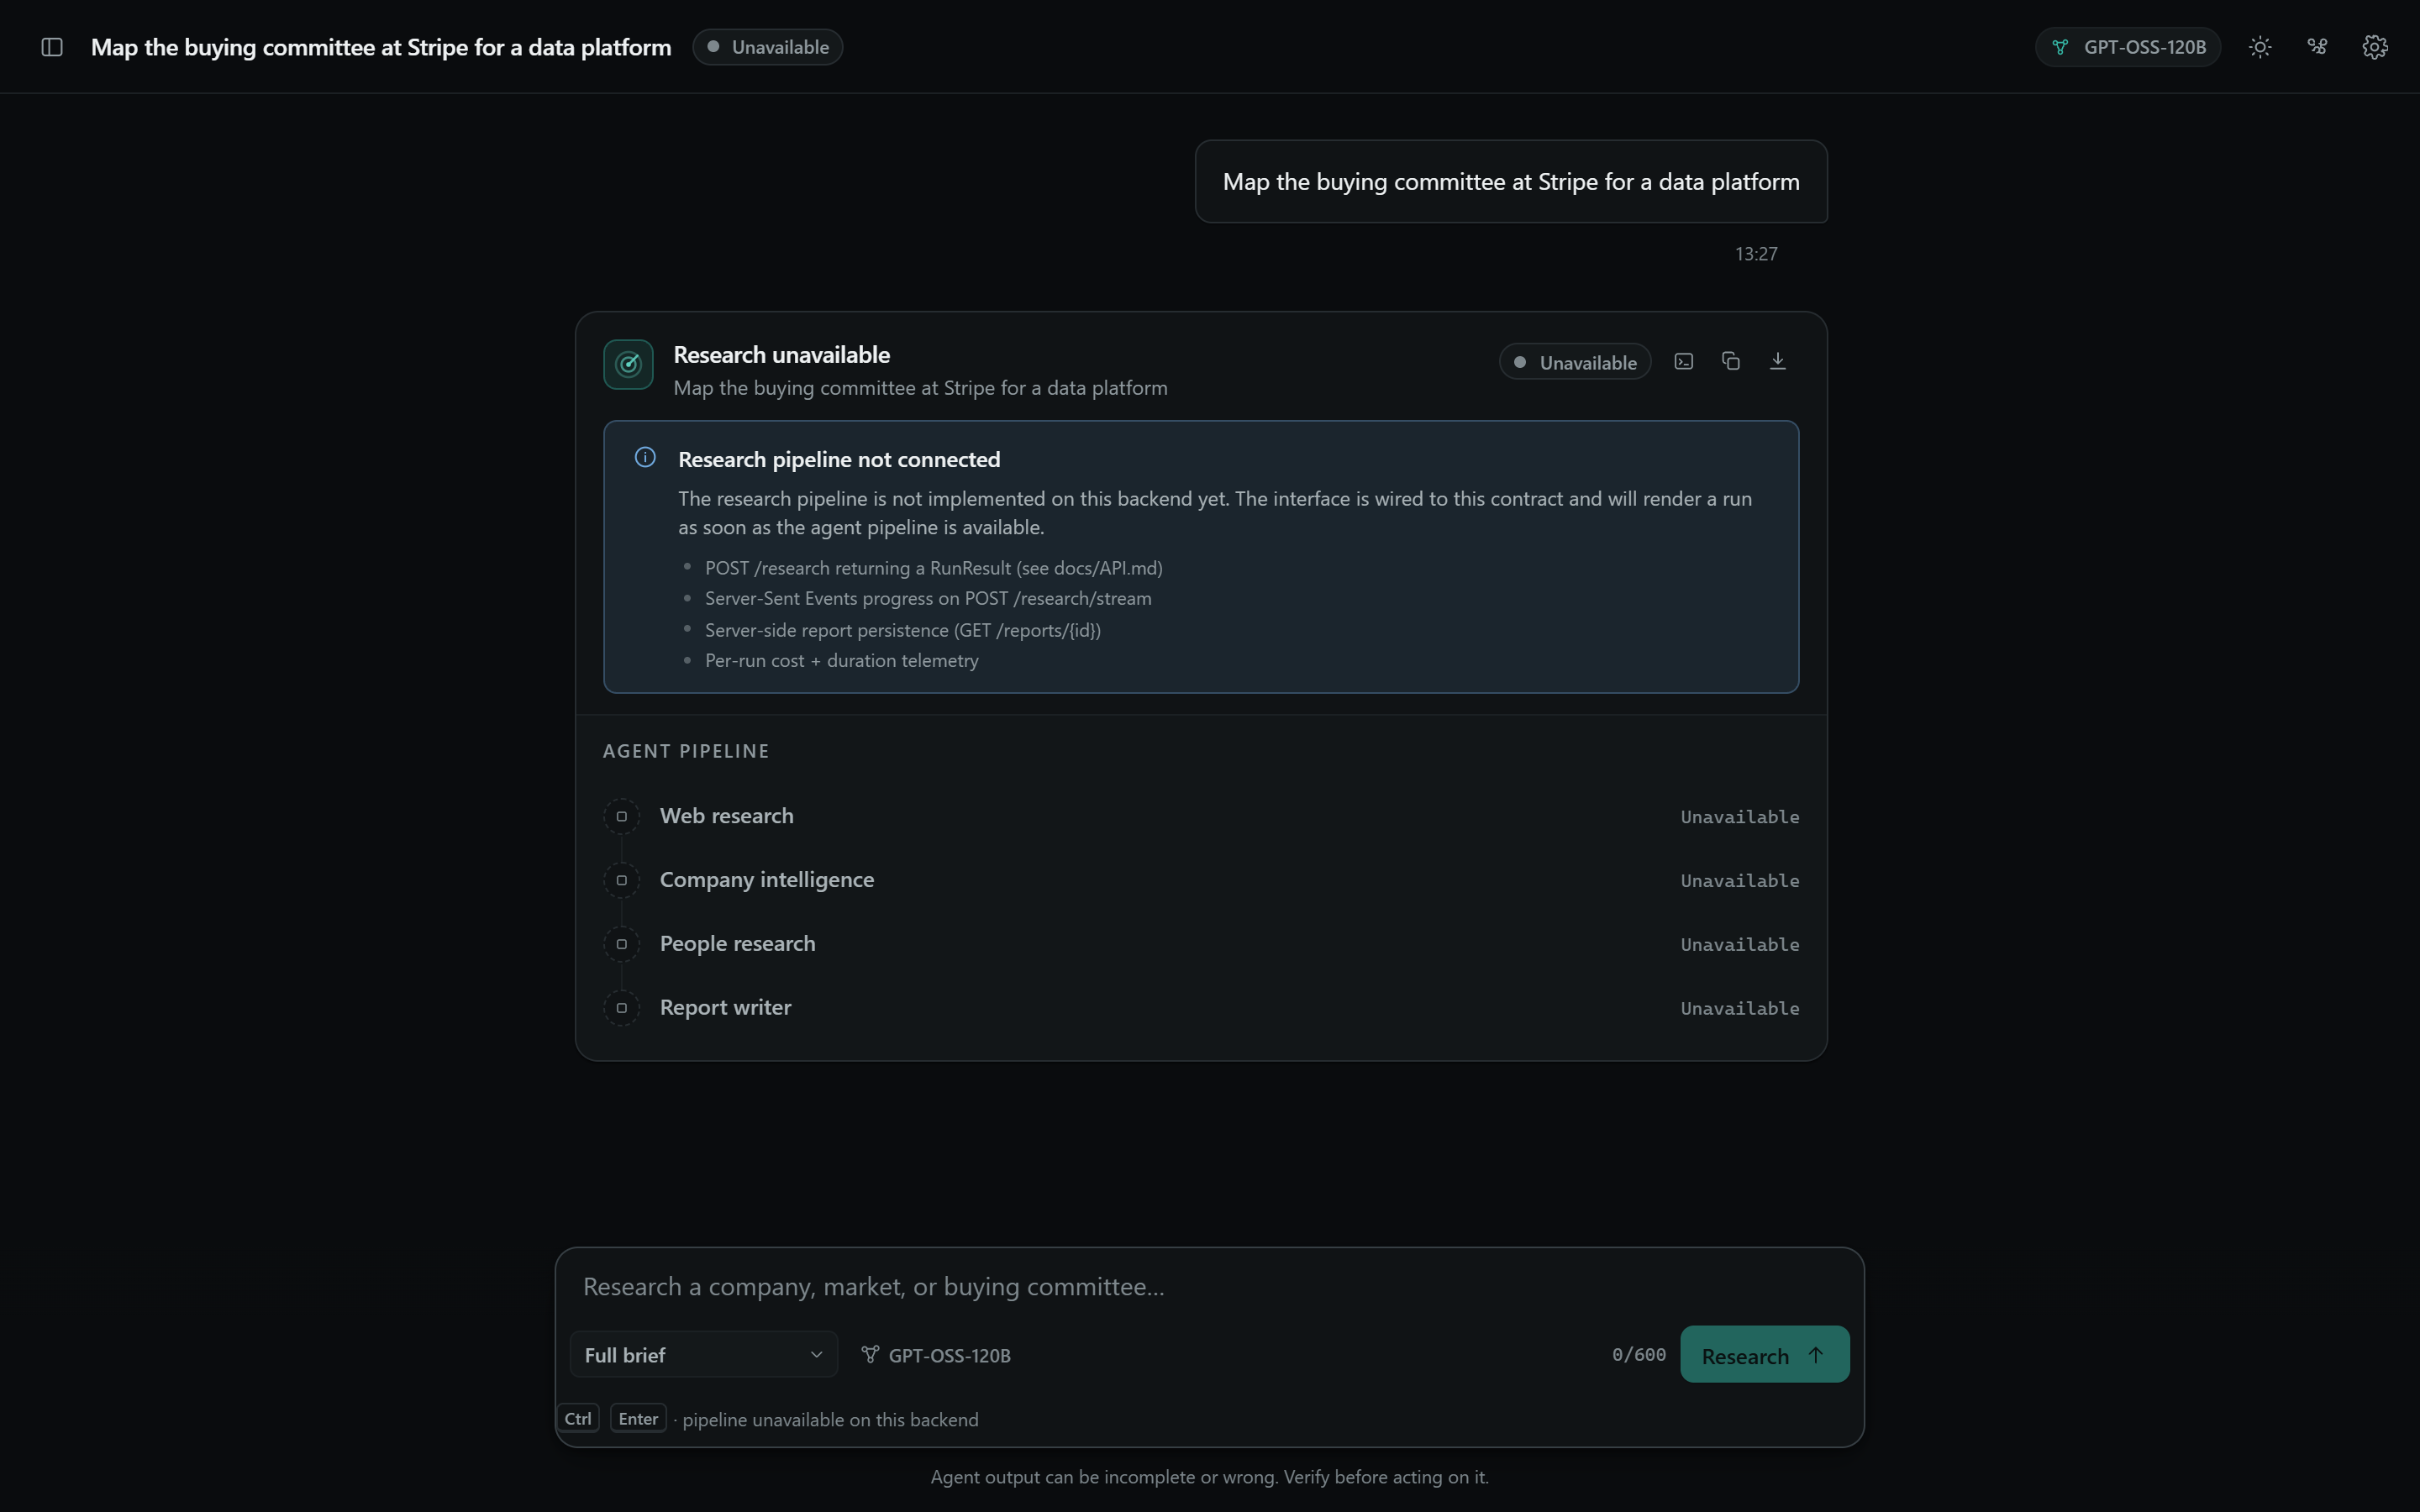 Map the buying committee at Stripe for a data platform
Unavailable
GPT-OSS-120B
Map the buying committee at Stripe for a data platform
13:27
Research unavailable
Map the buying committee at Stripe for a data platform
Unavailable
Research pipeline not connected
The research pipeline is not implemented on this backend yet. The interface is wired to this contract and will render a run
as soon as the agent pipeline is available.
POST /research returning a RunResult (see docs/API.md)
Server-Sent Events progress on POST /research/stream
Server-side report persistence (GET /reports/{id})
Per-run cost + duration telemetry
AGENT PIPELINE
Web research
Unavailable
Company intelligence
Unavailable
People research
Unavailable
Report writer
Unavailable
Research a company, market, or buying committee...
Full brief
GPT-OSS-120B
0/600
Research
Ctrl Enter · pipeline unavailable on this backend
Agent output can be incomplete or wrong. Verify before acting on it.